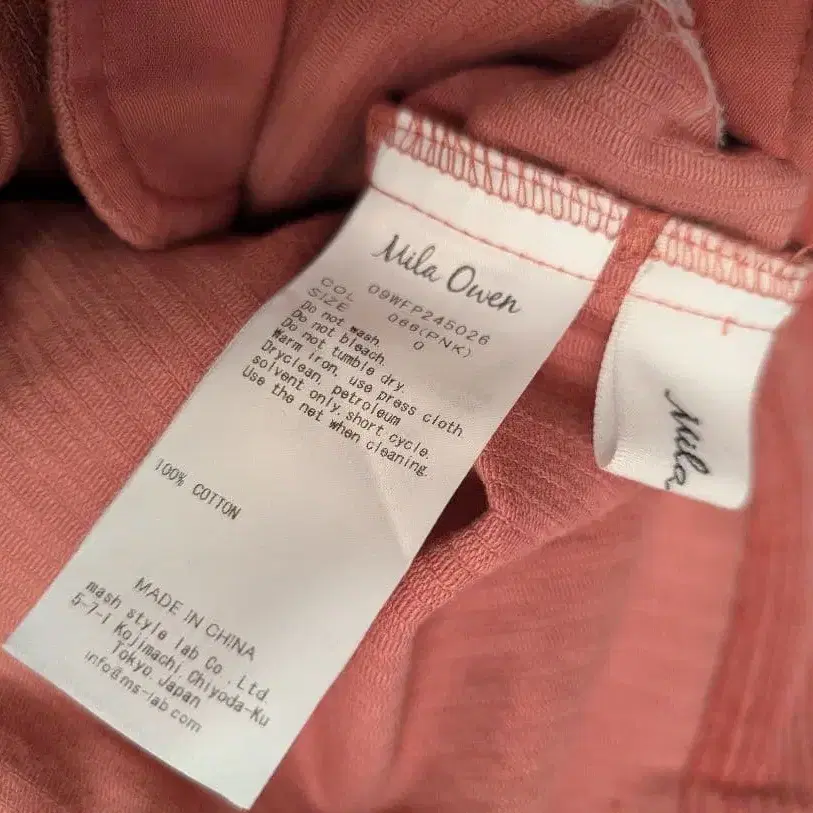 Mila Owen
09WFP245026
COL 066(PNK)
SIZE 0
Do not wash.
Do not bleach.
Do not tumble dry.
Warm iron, use press cloth
Dryclean, petroleum
solvent only, short cycle.
Use the net when cleaning.
100% COTTON
MADE IN CHINA
mash style lab Co.,Ltd.
5-7-1 Kojimachi Chiyoda-Ku
Tokyo Japan
info@ms-lab.com
Mila